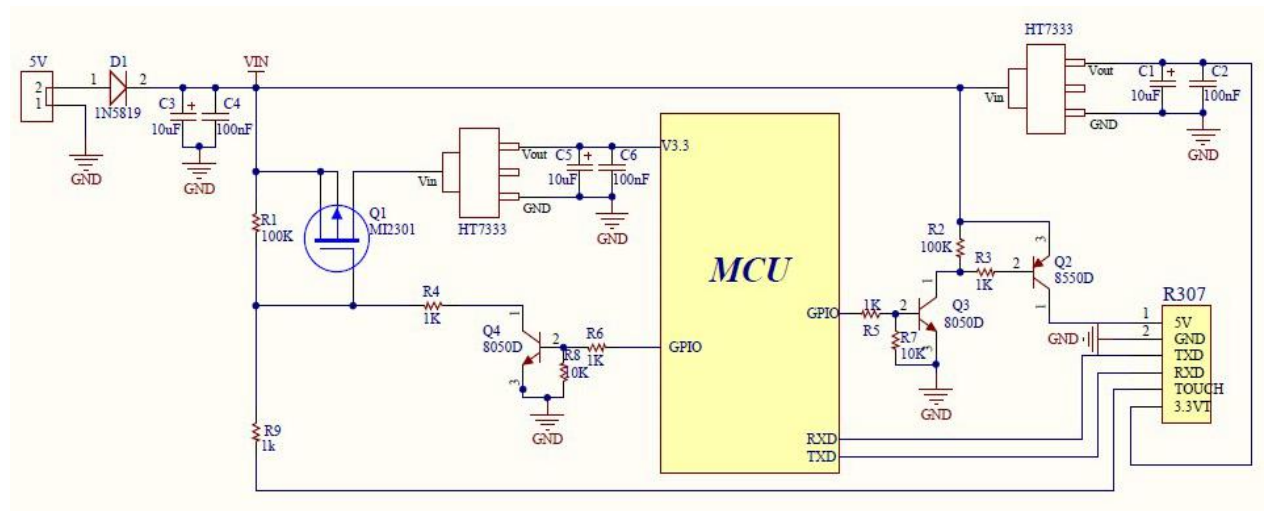 HT7333
Vout
C1
C2
10uF
100nF
Vin
GND
GND
5V
D1
VIN
1
2
2
1
1N5819
C3
C4
10uF
100nF
GND
GND
V3.3
Vout
C5
C6
10uF
100nF
Vin
GND
HT7333
GND
R1
100K
Q1
MI2301
MCU
R2
100K
R3
1K
2
3
Q2
8550D
1
R4
1K
1
Q4
8050D
2
R6
1K
R8
10K
3
GND
GPIO
GPIO
1K
R5
2
1
Q3
8050D
R7
10K
3
GND
R307
1
5V
2
GND
GND
TXD
RXD
TOUCH
3.3VT
R9
1k
RXD
TXD